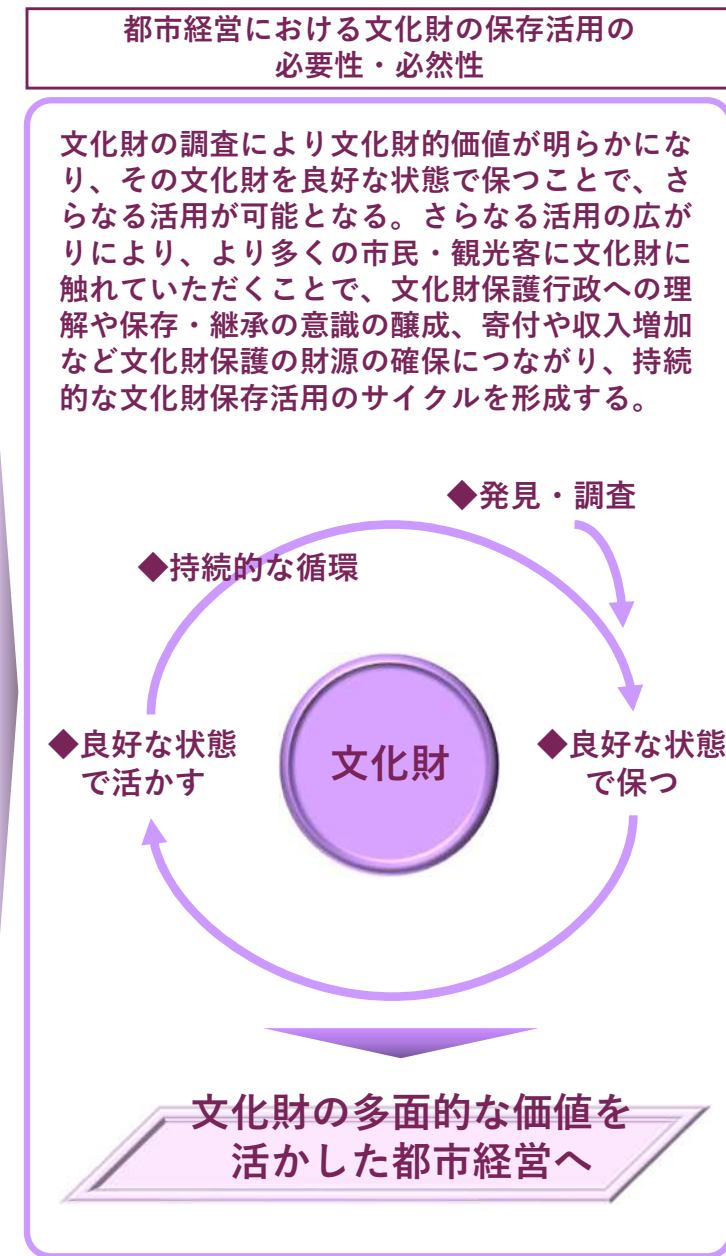 都市経営における文化財の保存活用の
必要性・必然性
文化財の調査により文化財的価値が明らかにな
り、その文化財を良好な状態で保つことで、さ
らなる活用が可能となる。さらなる活用の広が
りにより、より多くの市民・観光客に文化財に
触れていただくことで、文化財保護行政への理
解や保存・継承の意識の醸成、寄付や収入増加
など文化財保護の財源の確保につながり、持続
的な文化財保存活用のサイクルを形成する。
◆発見・調査
◆持続的な循環
◆良好な状態
で活かす
文化財
◆良好な状態
で保つ
文化財の多面的な価値を
活かした都市経営へ